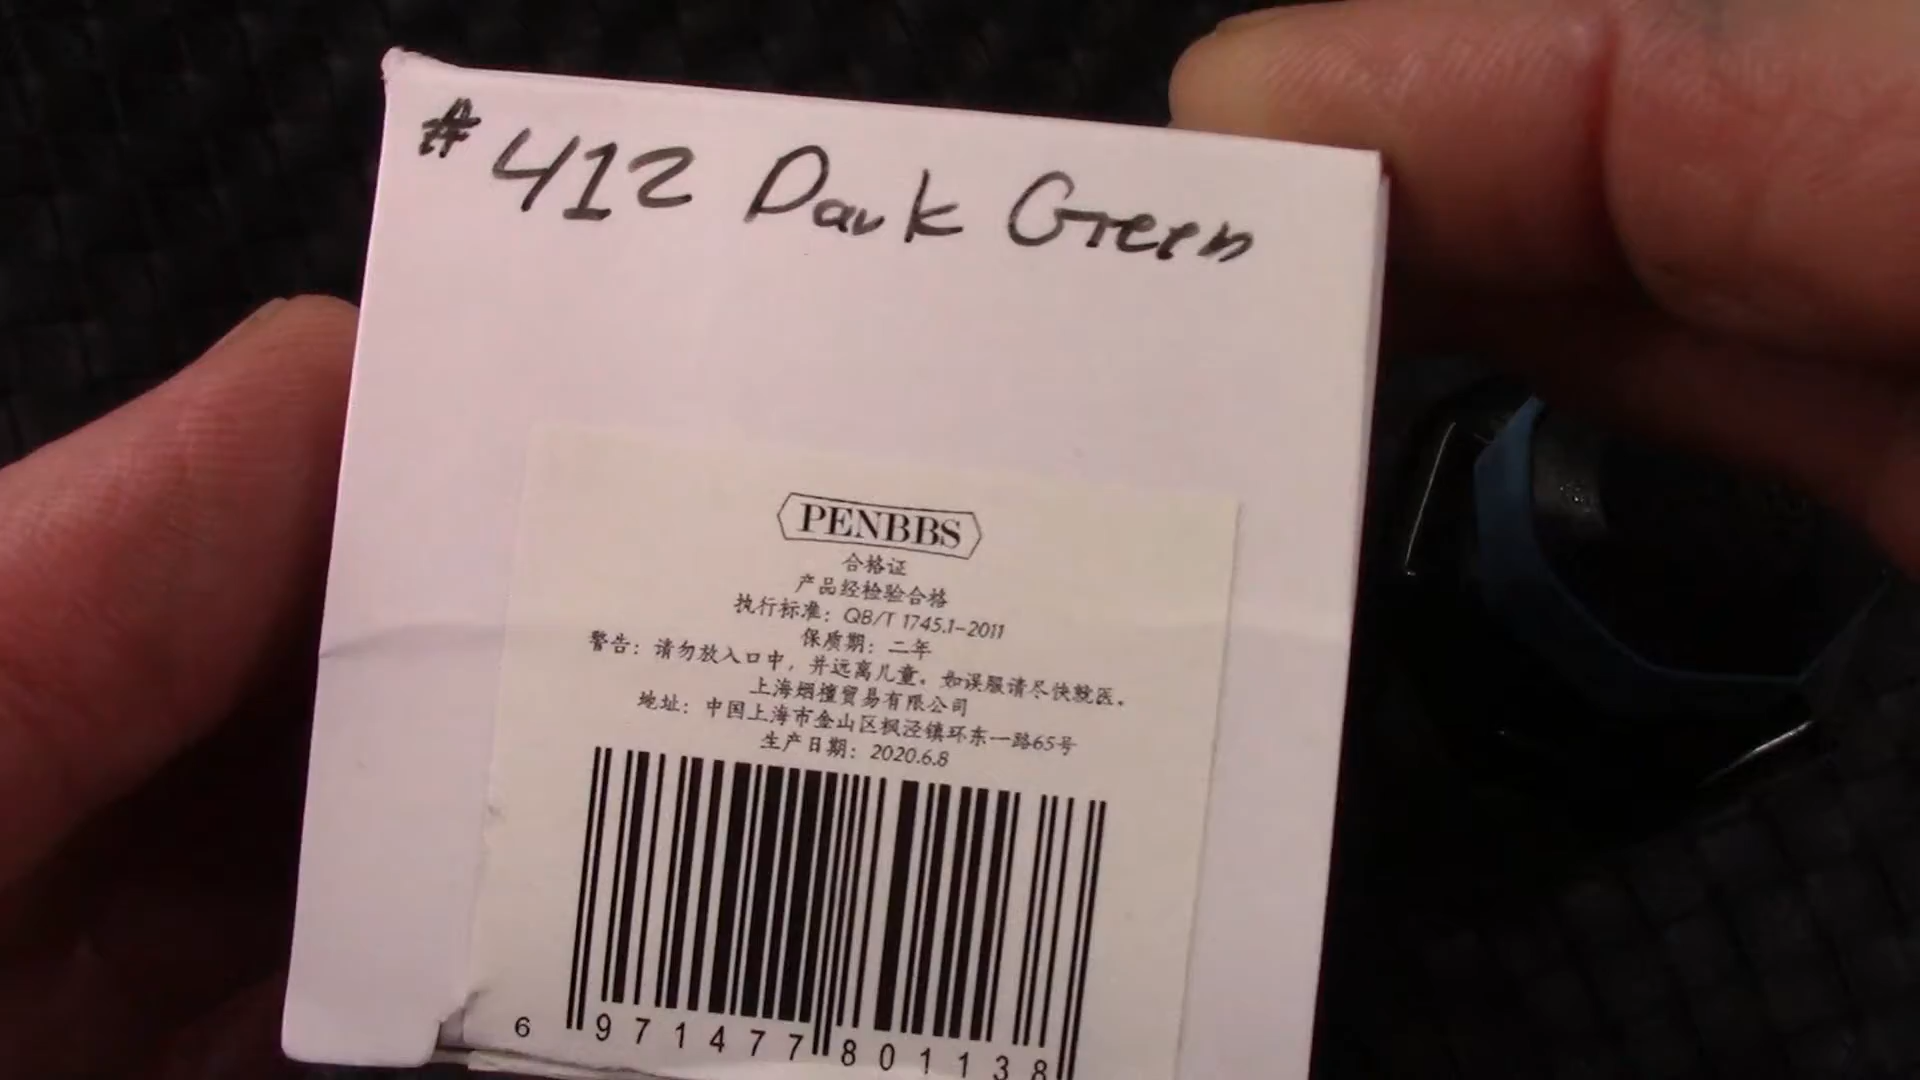 #412 Dark Green
PENBBS
合格证
产品经检验合格
执行标准：QB/T 1745.1-2011
保质期：二年
警告：请勿放入口中，并远离儿童。如误服请尽快就医。
上海烟檀贸易有限公司
地址：中国上海市金山区枫泾镇环东一路65号
生产日期：2020.6.8
6 971477 801138